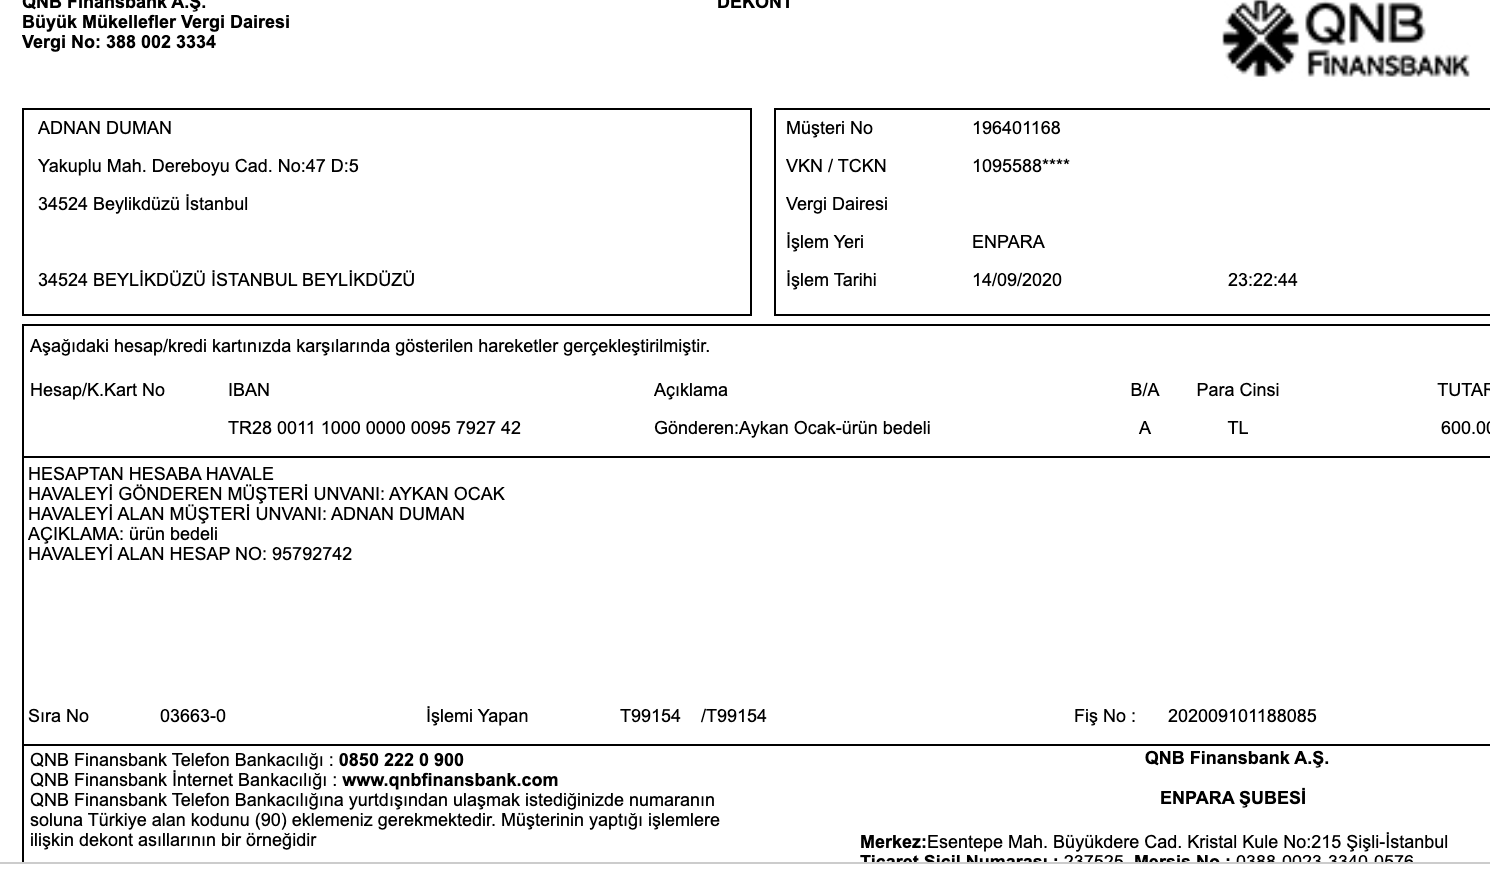 QNB Finansbank A.Ş.
DEKONT
Büyük Mükellefler Vergi Dairesi
Vergi No: 388 002 3334
QNB
FINANSBANK
ADNAN DUMAN
Yakuplu Mah. Dereboyu Cad. No:47 D:5
34524 Beylikdüzü İstanbul
34524 BEYLİKDÜZÜ İSTANBUL BEYLİKDÜZÜ
Müşteri No 196401168
VKN / TCKN 1095588****
Vergi Dairesi
İşlem Yeri ENPARA
İşlem Tarihi 14/09/2020 23:22:44
Aşağıdaki hesap/kredi kartınızda karşılarında gösterilen hareketler gerçekleştirilmiştir.
Hesap/K.Kart No IBAN Açıklama B/A Para Cinsi TUTAR
TR28 0011 1000 0000 0095 7927 42 Gönderen:Aykan Ocak-ürün bedeli A TL 600.00
HESAPTAN HESABA HAVALE
HAVALEYİ GÖNDEREN MÜŞTERİ UNVANI: AYKAN OCAK
HAVALEYİ ALAN MÜŞTERİ UNVANI: ADNAN DUMAN
AÇIKLAMA: ürün bedeli
HAVALEYİ ALAN HESAP NO: 95792742
Sıra No 03663-0 İşlemi Yapan T99154 /T99154 Fiş No : 202009101188085
QNB Finansbank Telefon Bankacılığı : 0850 222 0 900
QNB Finansbank İnternet Bankacılığı : www.qnbfinansbank.com
QNB Finansbank Telefon Bankacılığına yurtdışından ulaşmak istediğinizde numaranın
soluna Türkiye alan kodunu (90) eklemeniz gerekmektedir. Müşterinin yaptığı işlemlere
ilişkin dekont asıllarının bir örneğidir
QNB Finansbank A.Ş.
ENPARA ŞUBESİ
Merkez:Esentepe Mah. Büyükdere Cad. Kristal Kule No:215 Şişli-İstanbul
Ticaret Sicil Numarası : 237525 Mersis No : 0388-0023-3340-0576